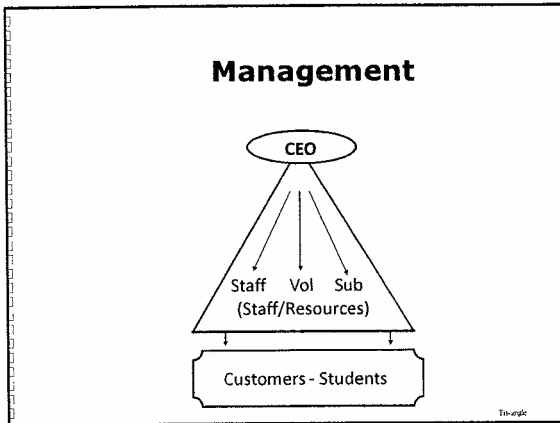 Management
CEO
Staff Vol Sub
(Staff/Resources)
Customers - Students
Tri-angle